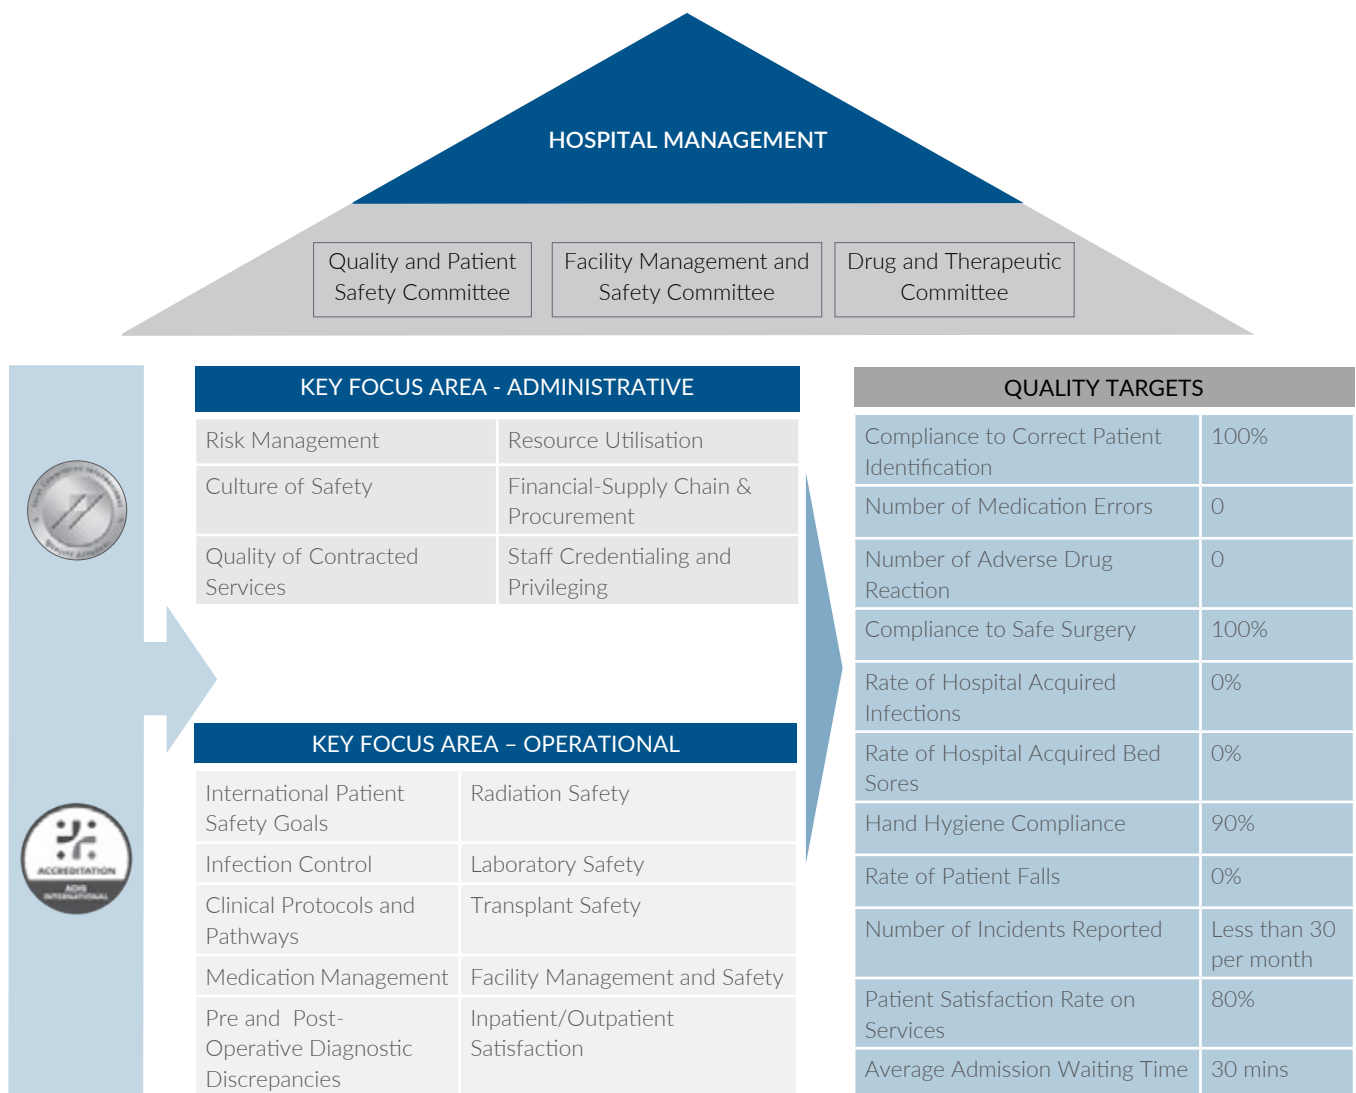 HOSPITAL MANAGEMENT
Quality and Patient
Safety Committee
Facility Management and
Safety Committee
Drug and Therapeutic
Committee
KEY FOCUS AREA - ADMINISTRATIVE
Risk Management
Resource Utilisation
Culture of Safety
Financial-Supply Chain &
Procurement
Quality of Contracted
Services
Staff Credentialing and
Privileging
KEY FOCUS AREA – OPERATIONAL
International Patient
Safety Goals
Radiation Safety
Infection Control
Laboratory Safety
Clinical Protocols and
Pathways
Transplant Safety
Medication Management
Facility Management and Safety
Pre and Post-
Operative Diagnostic
Discrepancies
Inpatient/Outpatient
Satisfaction
QUALITY TARGETS
Compliance to Correct Patient
Identification
100%
Number of Medication Errors
0
Number of Adverse Drug
Reaction
0
Compliance to Safe Surgery
100%
Rate of Hospital Acquired
Infections
0%
Rate of Hospital Acquired Bed
Sores
0%
Hand Hygiene Compliance
90%
Rate of Patient Falls
0%
Number of Incidents Reported
Less than 30
per month
Patient Satisfaction Rate on
Services
80%
Average Admission Waiting Time
30 mins
ACCREDITATION
INTERNATIONAL